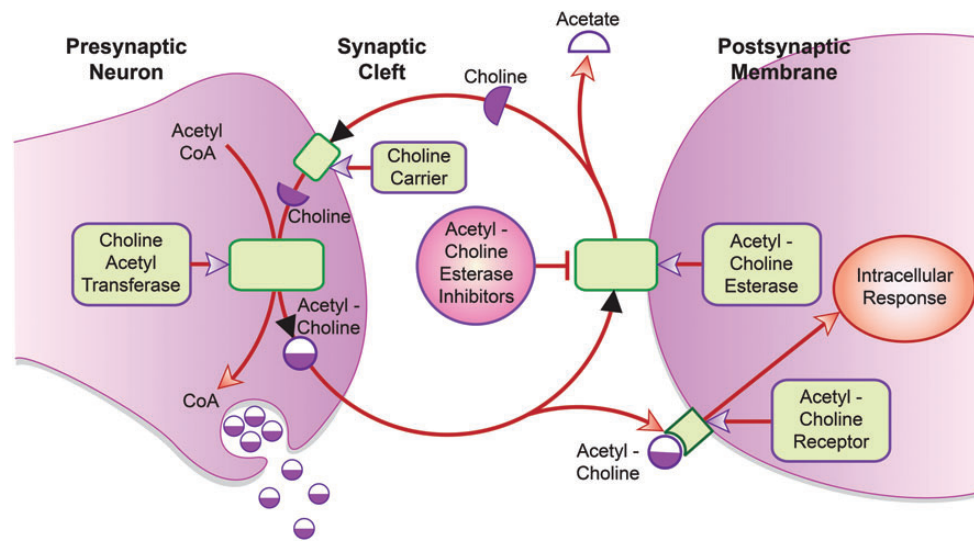 Presynaptic
Neuron
Synaptic
Cleft
Acetate
Postsynaptic
Membrane
Choline
Acetyl
CoA
Choline
Carrier
Choline
Choline
Acetyl
Transferase
Acetyl -
Choline
Esterase
Inhibitors
Acetyl -
Choline
Esterase
Intracellular
Response
Acetyl -
Choline
CoA
Acetyl -
Choline
Acetyl -
Choline
Receptor